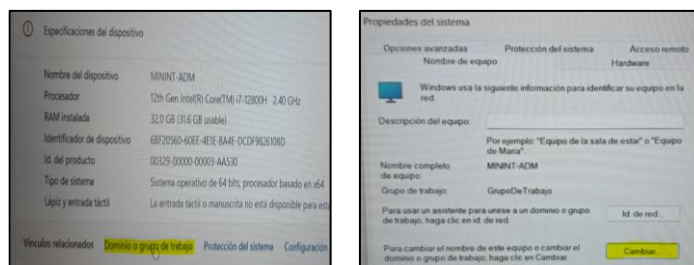 Especificaciones del dispositivo
Nombre del dispositivo MININT-ADM
Procesador 12th Gen Intel(R) Core(TM) i7-12800H 2.40 GHz
RAM instalada 32.0 GB (31.6 GB usable)
Identificador de dispositivo 6BF20560-60EE-4E1E-BA4E-DCDF9826108D
Id. del producto 00329-00000-00003-AA530
Tipo de sistema Sistema operativo de 64 bits, procesador basado en x64
Lápiz y entrada táctil La entrada táctil o manuscrita no está disponible para esta
Vínculos relacionados Dominio o grupo de trabajo Protección del sistema Configuración
Propiedades del sistema
Opciones avanzadas Protección del sistema Acceso remoto
Nombre de equipo Hardware
Windows usa la siguiente información para identificar su equipo en la
red.
Descripción del equipo:
Por ejemplo: "Equipo de la sala
de estar" o "Equipo
de María".
Nombre completo MININT-ADM
de equipo:
Grupo de trabajo: GrupoDeTrabajo
Para usar un asistente para unirse a un dominio o grupo
de trabajo, haga clic en Id. de red. Id. de red...
Para cambiar el nombre de este equipo o cambiar el
dominio o grupo de trabajo, haga clic en Cambiar. Cambiar...